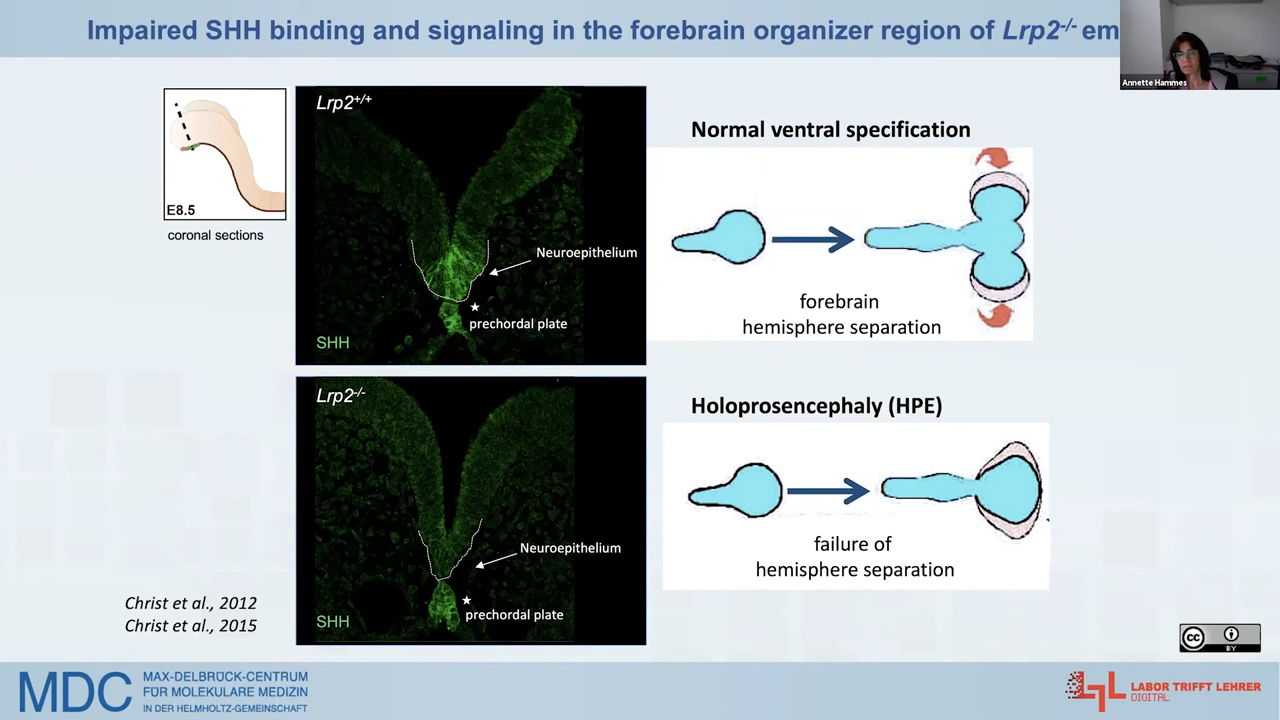 Impaired SHH binding and signaling in the forebrain organizer region of Lrp2-/- em
Annette Hammes
E8.5
coronal sections
Lrp2+/+
Neuroepithelium
prechordal plate
SHH
Normal ventral specification
forebrain
hemisphere separation
Lrp2-/-
Neuroepithelium
prechordal plate
SHH
Holoprosencephaly (HPE)
failure of
hemisphere separation
Christ et al., 2012
Christ et al., 2015
CC
BY
MDC
MAX-DELBRÜCK-CENTRUM
FÜR MOLEKULARE MEDIZIN
IN DER HELMHOLTZ-GEMEINSCHAFT
LTL
LABOR TRIFFT LEHRER
DIGITAL